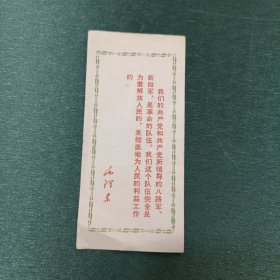 我们的共产党和共产党所领导的八路军、
新四军，是革命的队伍。我们这个队伍完全是
为着解放人民的，是彻底地为人民的利益工作
的。
毛泽东